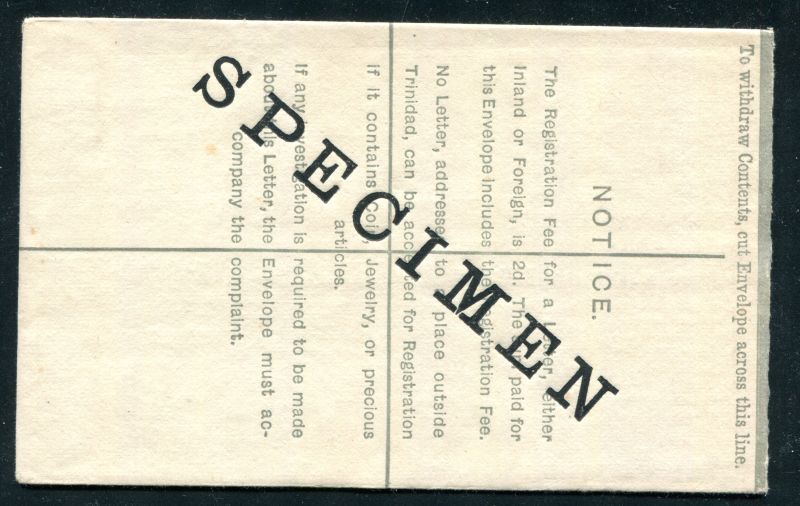 To withdraw Contents, cut Envelope across this line.
NOTICE.
The Registration Fee for a Letter, either
Inland or Foreign, is 2d. The paid for
this Envelope includes the Registration Fee.
No Letter, addressed to a place outside
Trinidad, can be accepted for Registration
if it contains Coin, Jewelry, or precious
articles.
If any investigation is required to be made
about this Letter, the Envelope must ac-
company the complaint.
SPECIMEN